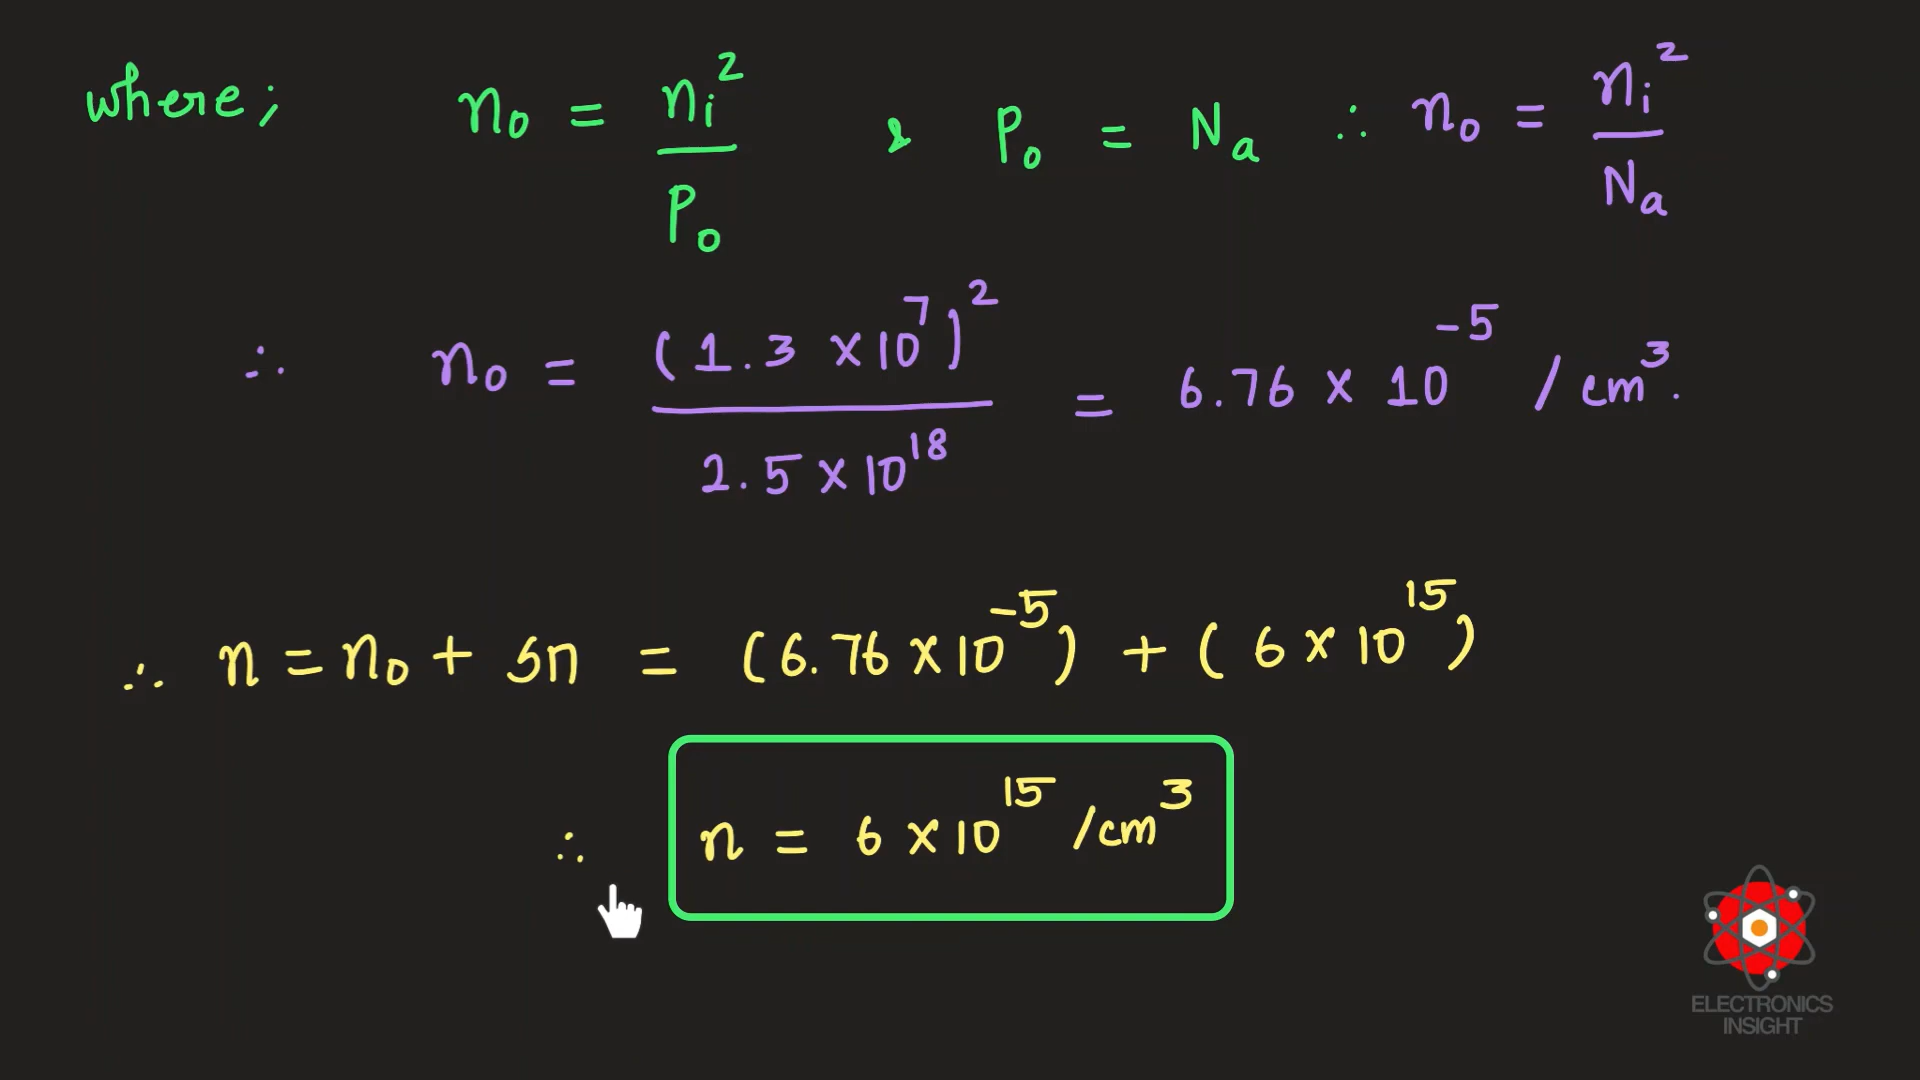 where; n₀ = nᵢ² / P₀ & P₀ = Nₐ ∴ n₀ = nᵢ² / Nₐ
∴ n₀ = (1.3 × 10⁷)² / 2.5 × 10¹⁸ = 6.76 × 10⁻⁵ / cm³.
∴ n = n₀ + δn = (6.76 × 10⁻⁵) + (6 × 10¹⁵)
∴ n = 6 × 10¹⁵ /cm³
ELECTRONICS
INSIGHT